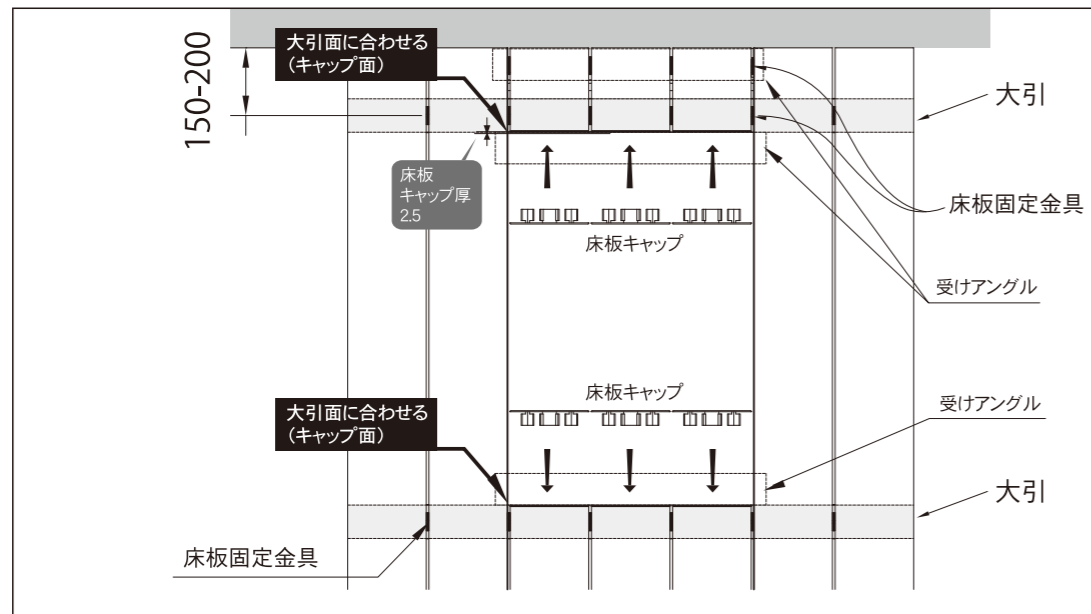 大引面に合わせる
（キャップ面）
150-200
大引
床板
キャップ厚
2.5
床板固定金具
床板キャップ
受けアングル
床板キャップ
大引面に合わせる
（キャップ面）
受けアングル
大引
床板固定金具